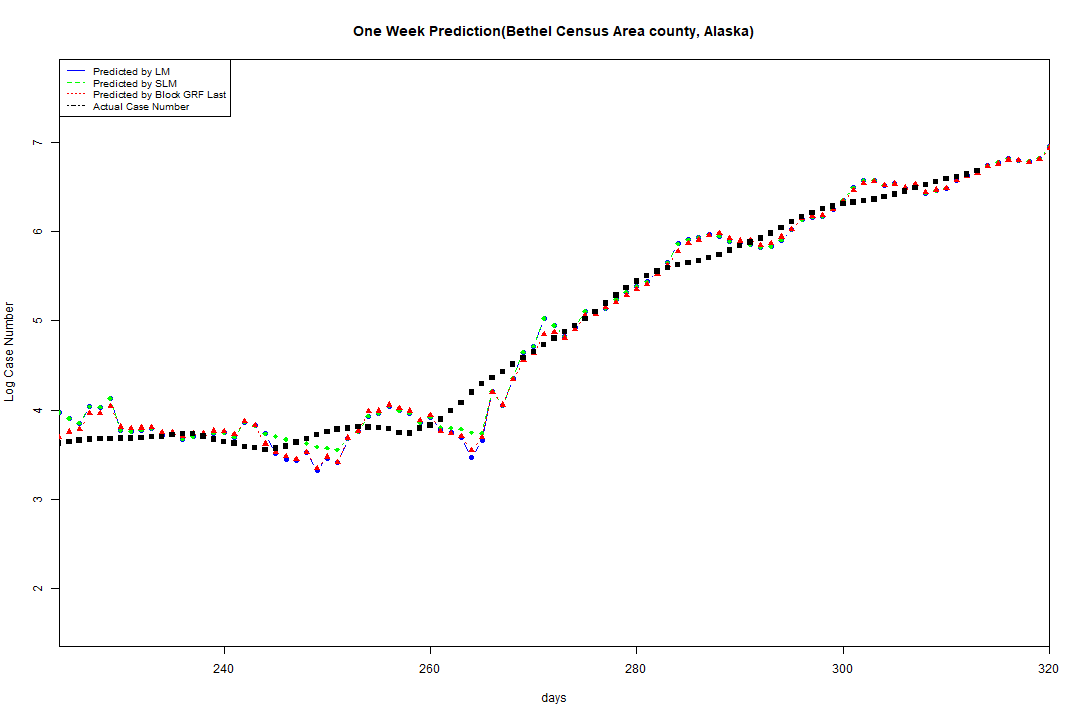 One Week Prediction(Bethel Census Area county, Alaska)
Predicted by LM
Predicted by SLM
Predicted by Block GRF Last
Actual Case Number
7
6
5
4
3
2
Log Case Number
240
260
280
300
320
days